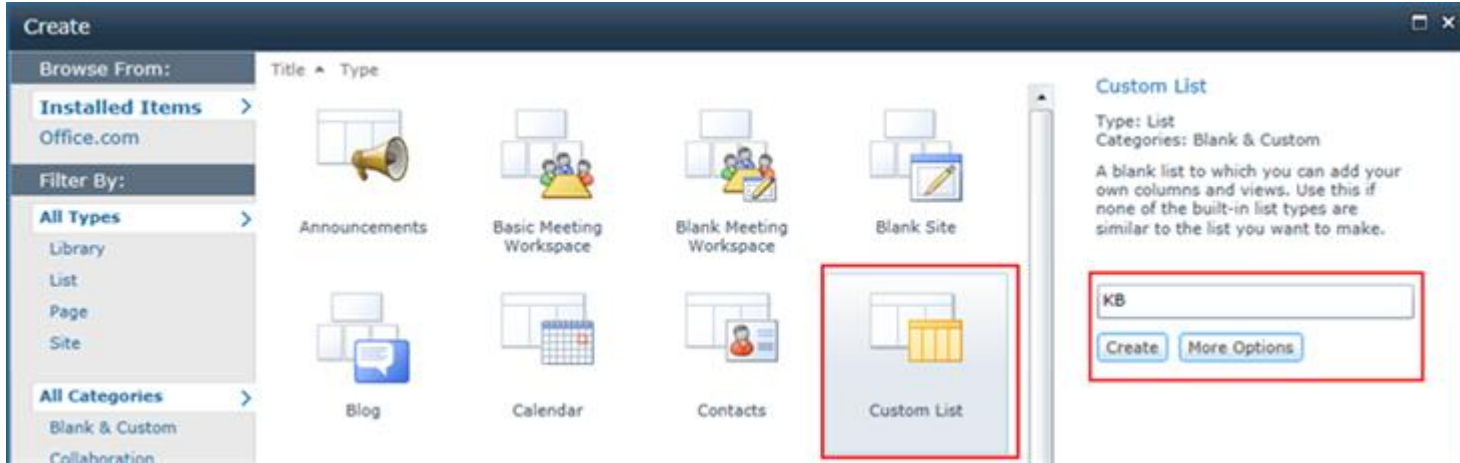 Create
Browse From:
Installed Items
Office.com
Filter By:
All Types
Library
List
Page
Site
All Categories
Blank & Custom
Collaboration
Title Type
Announcements
Basic Meeting
Workspace
Blank Meeting
Workspace
Blank Site
Blog
Calendar
Contacts
Custom List
Custom List
Type: List
Categories: Blank & Custom
A blank list to which you can add your
own columns and views. Use this if
none of the built-in list types are
similar to the list you want to make.
KB
Create More Options